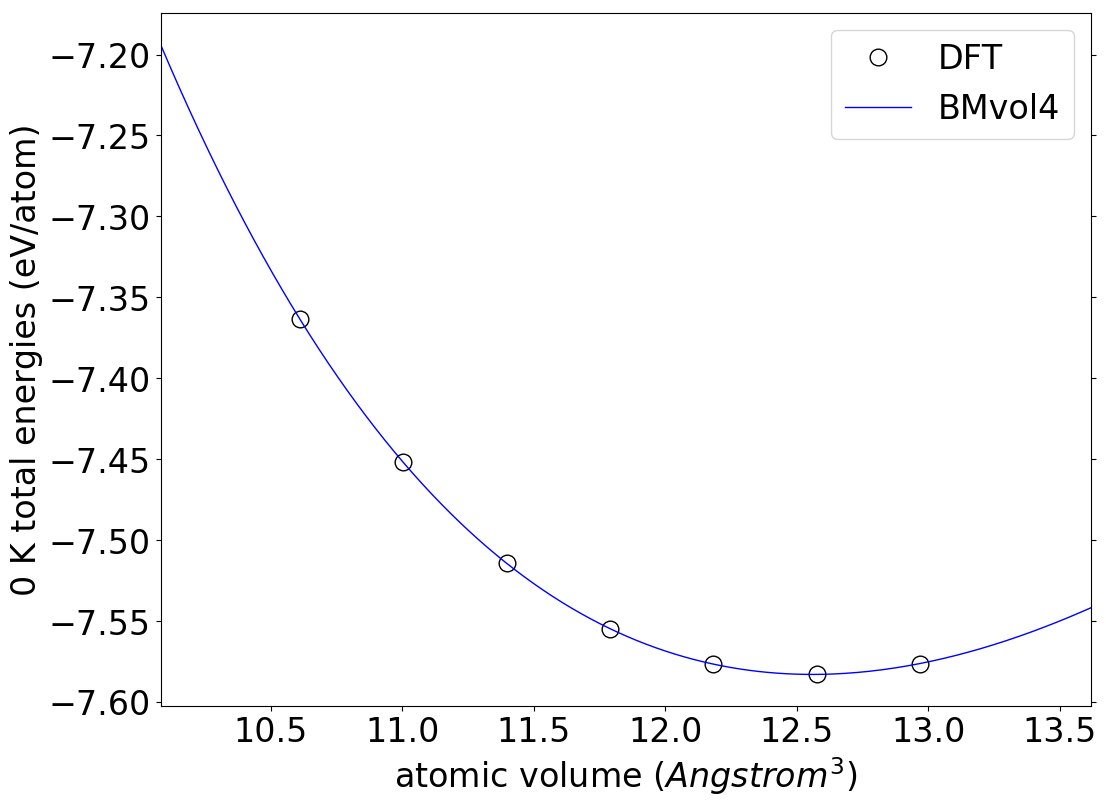 DFT
BMvol4
0 K total energies (eV/atom)
−7.20
−7.25
−7.30
−7.35
−7.40
−7.45
−7.50
−7.55
−7.60
10.5 11.0 11.5 12.0 12.5 13.0 13.5
atomic volume (Angstrom³)